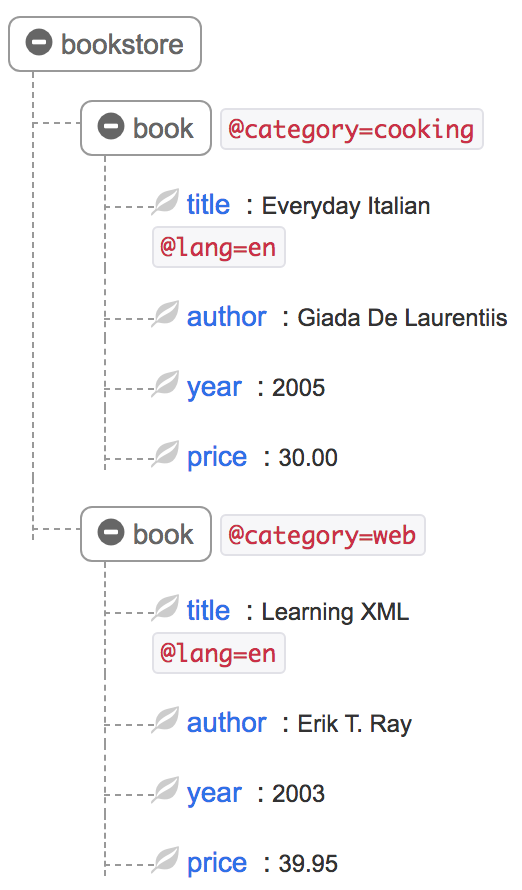 bookstore
book @category=cooking
title : Everyday Italian
@lang=en
author : Giada De Laurentiis
year : 2005
price : 30.00
book @category=web
title : Learning XML
@lang=en
author : Erik T. Ray
year : 2003
price : 39.95